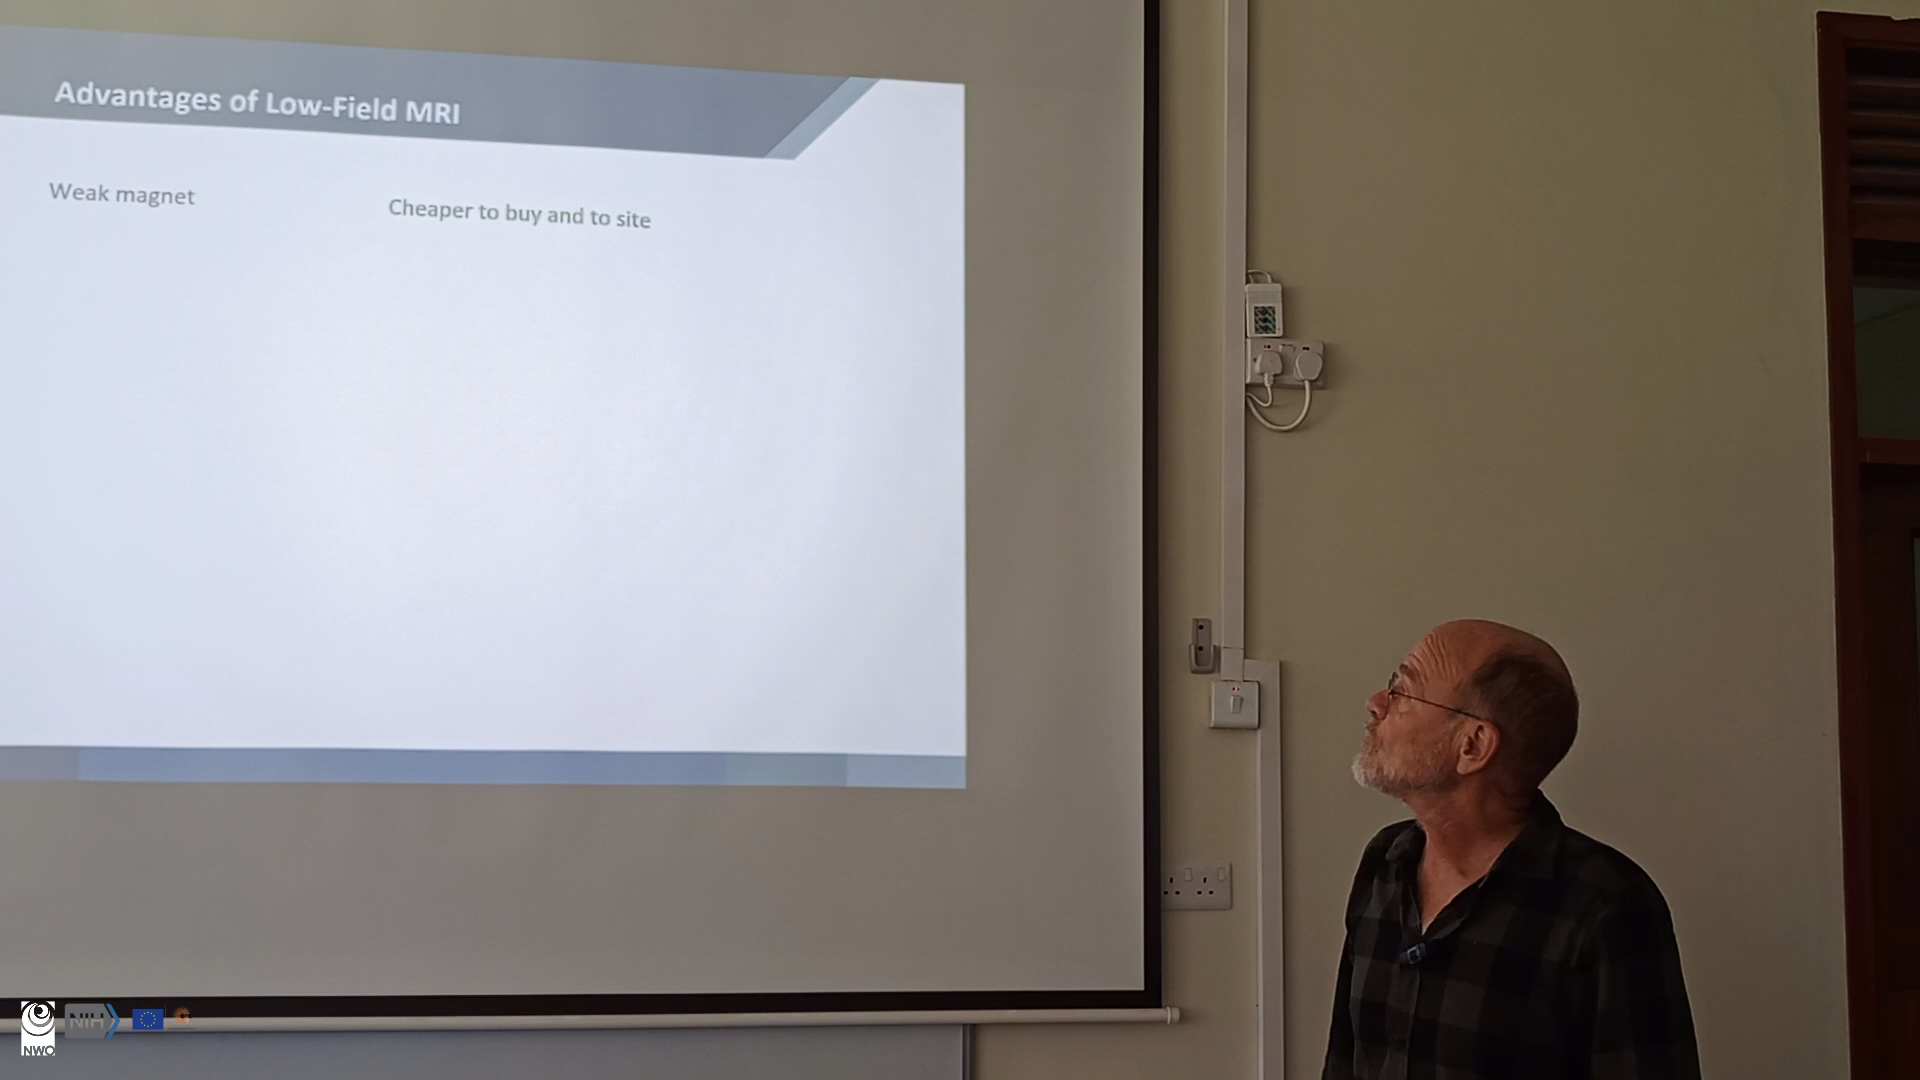 Advantages of Low-Field MRI
Weak magnet
Cheaper to buy and to site
NWO
NIH